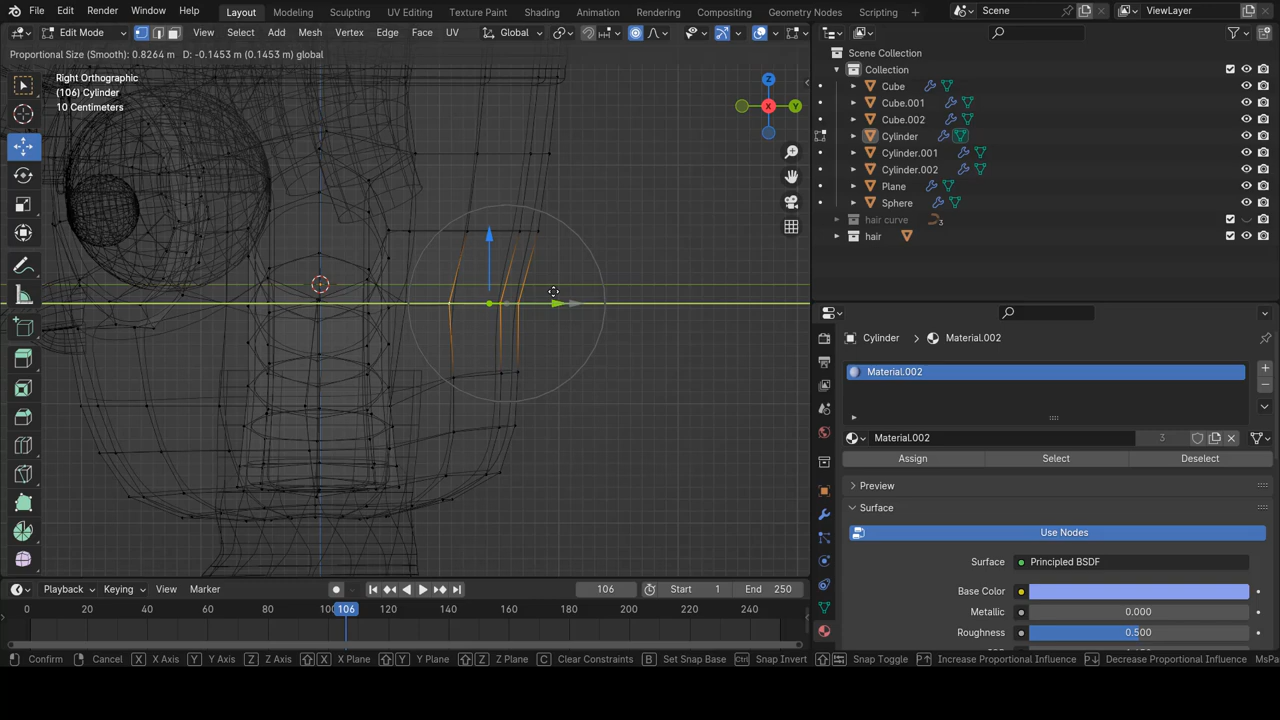 File Edit Render Window Help Layout Modeling Sculpting UV Editing Texture Paint Shading Animation Rendering Compositing Geometry Nodes Scripting Scene ViewLayer
Edit Mode View Select Add Mesh Vertex Edge Face UV Global
Proportional Size (Smooth): 0.8264 m D: -0.1453 m (0.1453 m) global
Right Orthographic
(106) Cylinder
10 Centimeters
Z
Y
X
Scene Collection
Collection
Cube
Cube.001
Cube.002
Cylinder
Cylinder.001
Cylinder.002
Plane
Sphere
hair curve 3
hair
Cylinder > Material.002
Material.002
Material.002 3
Assign Select Deselect
Preview
Surface
Use Nodes
Surface Principled BSDF
Base Color
Metallic 0.000
Roughness 0.500
Playback Keying View Marker 106 Start 1 End 250
0 20 40 60 80 100 106 120 140 160 180 200 220 240
Confirm Cancel X X Axis Y Y Axis Z Z Axis X X Plane Y Y Plane Z Z Plane C Clear Constraints B Set Snap Base Ctrl Snap Invert Snap Toggle P Increase Proportional Influence P Decrease Proportional Influence MsPa